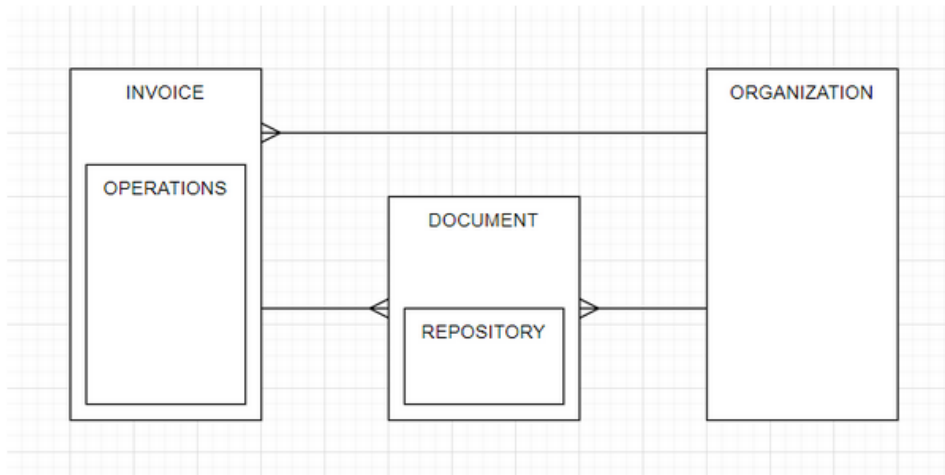 INVOICE
ORGANIZATION
OPERATIONS
DOCUMENT
REPOSITORY